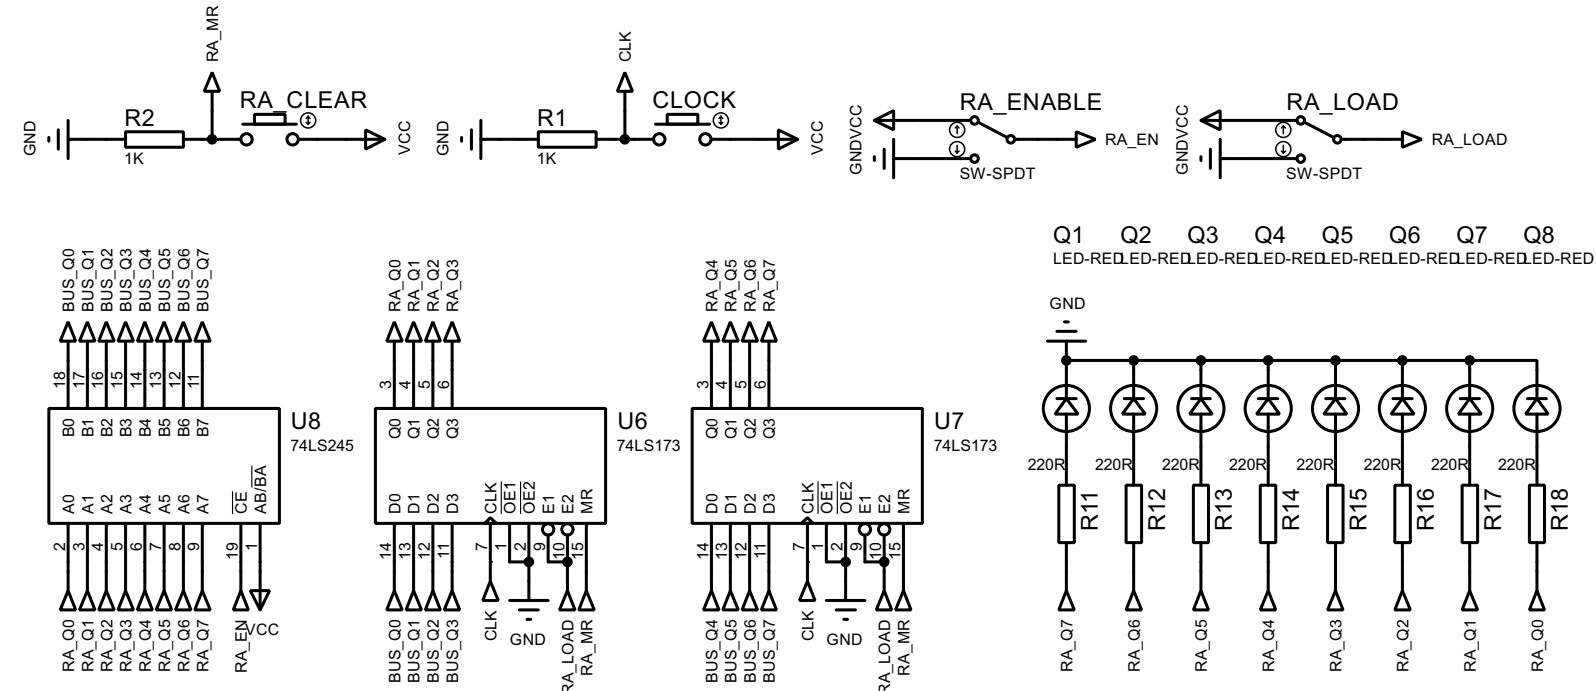 RA_MR
CLK
R2
RA_CLEAR
GND
1K
VCC
R1
CLOCK
GND
1K
VCC
RA_ENABLE
VCC
GND
RA_EN
SW-SPDT
RA_LOAD
VCC
GND
RA_LOAD
SW-SPDT
BUS_Q0 BUS_Q1 BUS_Q2 BUS_Q3 BUS_Q4 BUS_Q5 BUS_Q6 BUS_Q7
18 17 16 15 14 13 12 11
B0 B1 B2 B3 B4 B5 B6 B7
U8
74LS245
A0 A1 A2 A3 A4 A5 A6 A7 CE AB/BA
2 3 4 5 6 7 8 9 19 1
RA_Q0 RA_Q1 RA_Q2 RA_Q3 RA_Q4 RA_Q5 RA_Q6 RA_Q7 RA_EN VCC
RA_Q0 RA_Q1 RA_Q2 RA_Q3
3 4 5 6
Q0 Q1 Q2 Q3
U6
74LS173
D0 D1 D2 D3 CLK OE1 OE2 E1 E2 MR
14 13 12 11 7 1 2 9 10 15
BUS_Q0 BUS_Q1 BUS_Q2 BUS_Q3 CLK GND RA_LOAD RA_MR
RA_Q4 RA_Q5 RA_Q6 RA_Q7
3 4 5 6
Q0 Q1 Q2 Q3
U7
74LS173
D0 D1 D2 D3 CLK OE1 OE2 E1 E2 MR
14 13 12 11 7 1 2 9 10 15
BUS_Q4 BUS_Q5 BUS_Q6 BUS_Q7 CLK GND RA_LOAD RA_MR
Q1 Q2 Q3 Q4 Q5 Q6 Q7 Q8
LED-RED LED-RED LED-RED LED-RED LED-RED LED-RED LED-RED LED-RED
GND
220R 220R 220R 220R 220R 220R 220R 220R
R11 R12 R13 R14 R15 R16 R17 R18
RA_Q7 RA_Q6 RA_Q5 RA_Q4 RA_Q3 RA_Q2 RA_Q1 RA_Q0